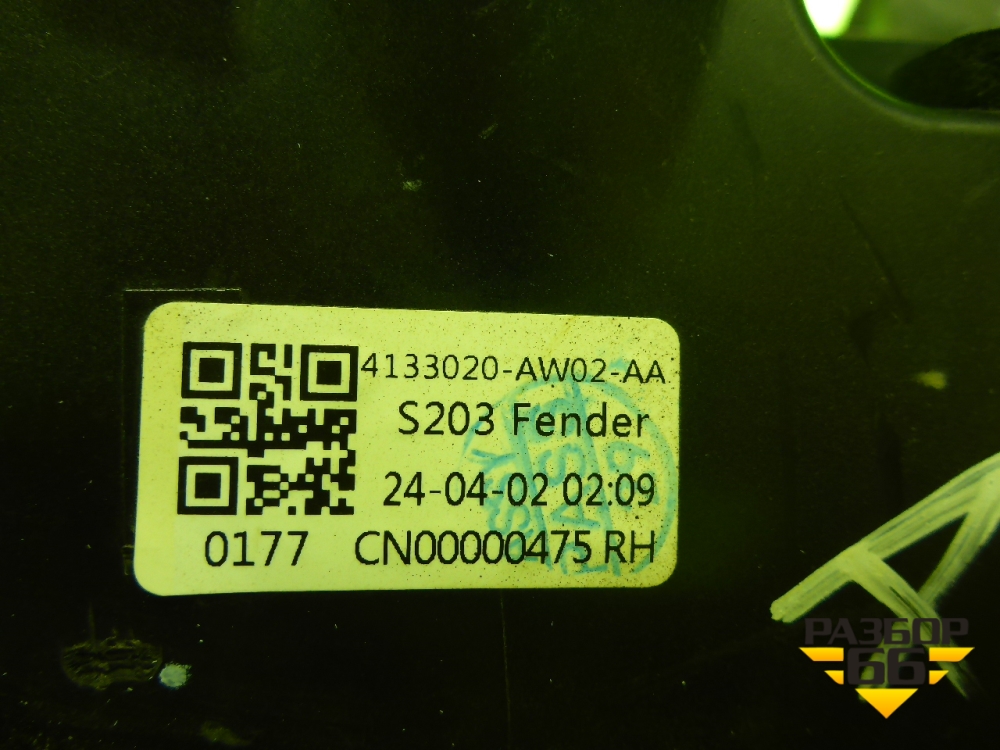 4133020-AW02-AA
S203 Fender
24-04-02 02:09
0177 CN00000475 RH
РАЗБОР
66